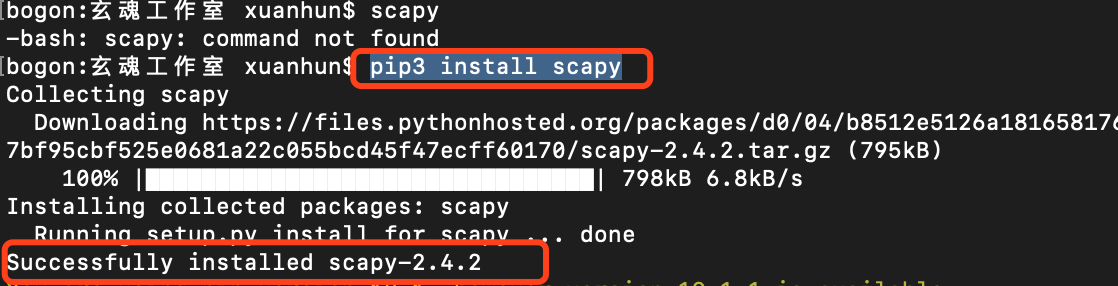 [bogon:玄魂工作室 xuanhun$ scapy
-bash: scapy: command not found
[bogon:玄魂工作室 xuanhun$ pip3 install scapy
Collecting scapy
Downloading https://files.pythonhosted.org/packages/d0/04/b8512e5126a18165817
7bf95cbf525e0681a22c055bcd45f47ecff60170/scapy-2.4.2.tar.gz (795kB)
100% || 798kB 6.8kB/s
Installing collected packages: scapy
Running setup.py install for scapy ... done
Successfully installed scapy-2.4.2